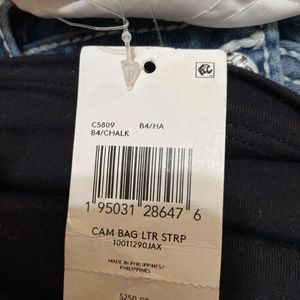 C5809 B4/HA
B4/CHALK
1 95031 28647 6
CAM BAG LTR STRP
10011290JAX
MADE IN PHILIPPINES/
PHILIPPINES